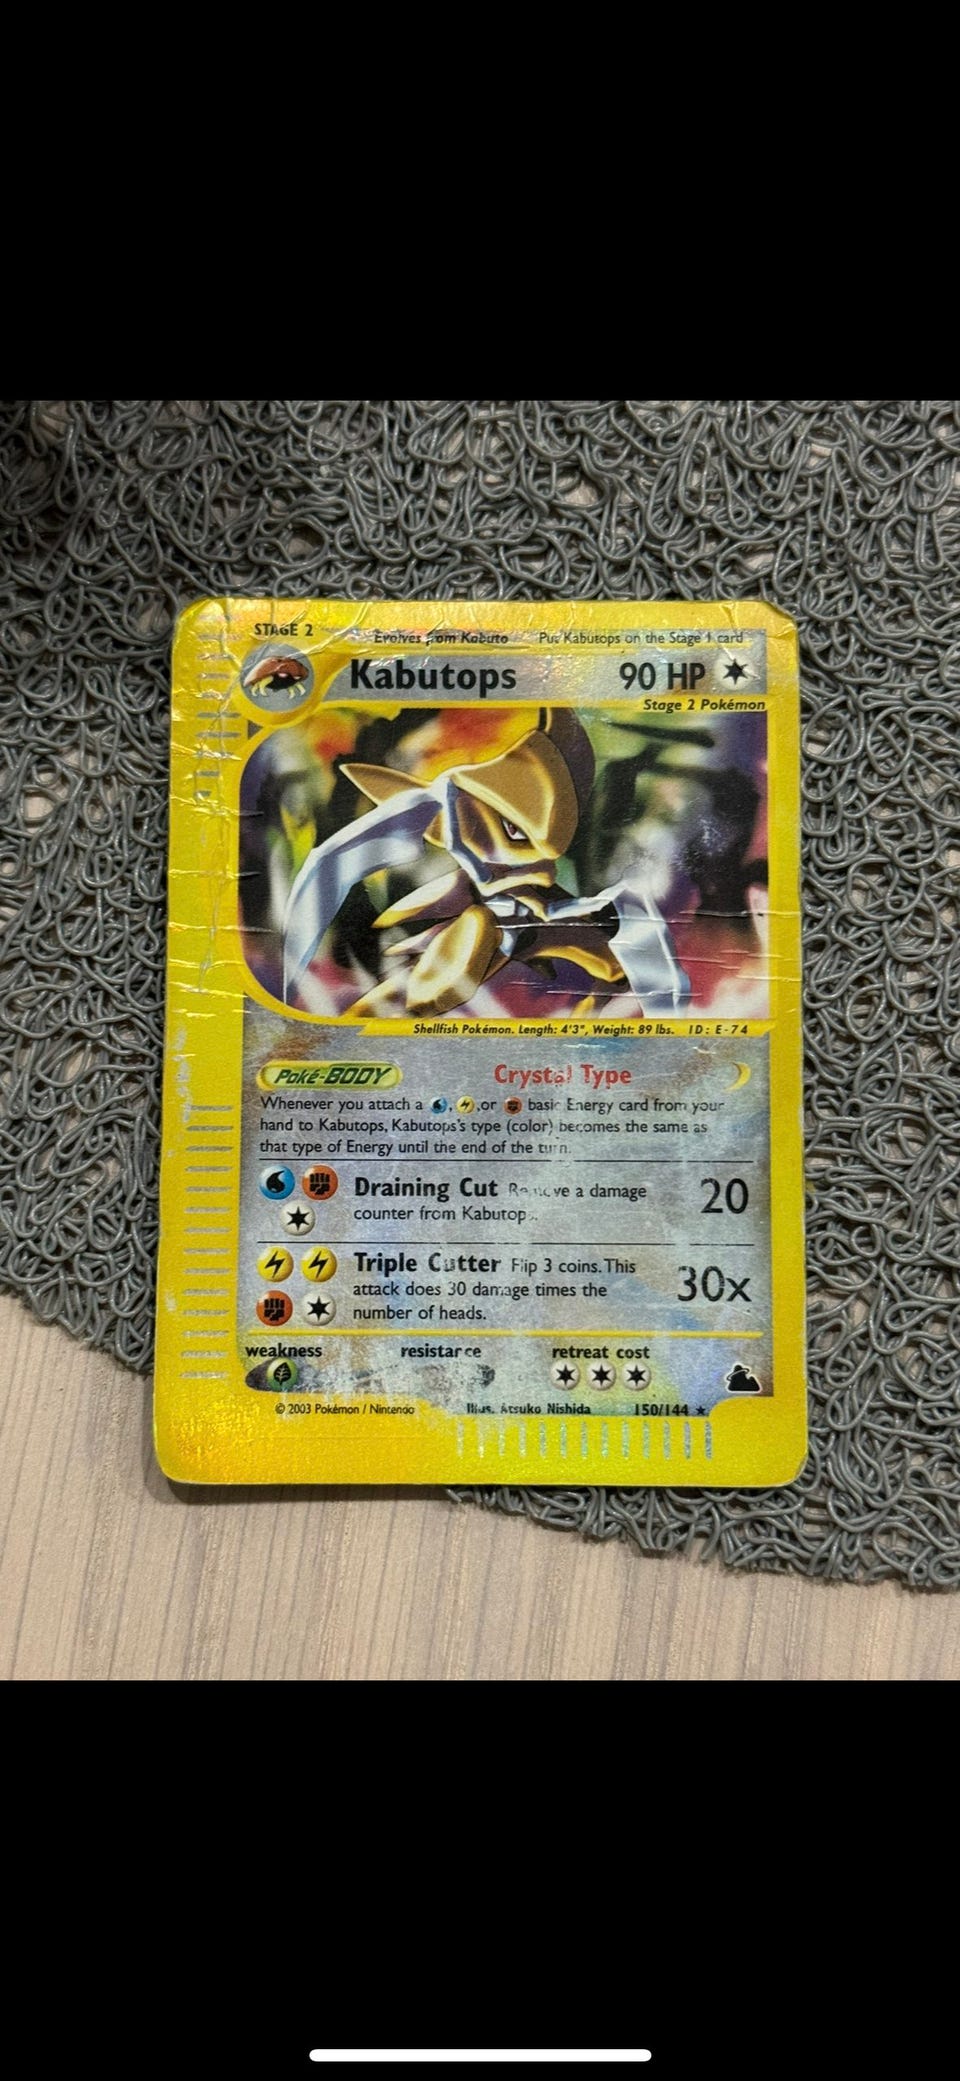 STAGE 2 Evolves from Kabuto Put Kabutops on the Stage 1 card
Kabutops 90 HP
Stage 2 Pokémon
Shellfish Pokémon. Length: 4'3", Weight: 89 lbs. ID: E-74
Poké-BODY Crystal Type
Whenever you attach a , , or basic Energy card from your
hand to Kabutops, Kabutops's type (color) becomes the same as
that type of Energy until the end of the turn.
Draining Cut Remove a damage 20
counter from Kabutops.
Triple Cutter Flip 3 coins. This
attack does 30 damage times the 30x
number of heads.
weakness resistance retreat cost
© 2003 Pokémon / Nintendo Illus. Atsuko Nishida 150/144 ★